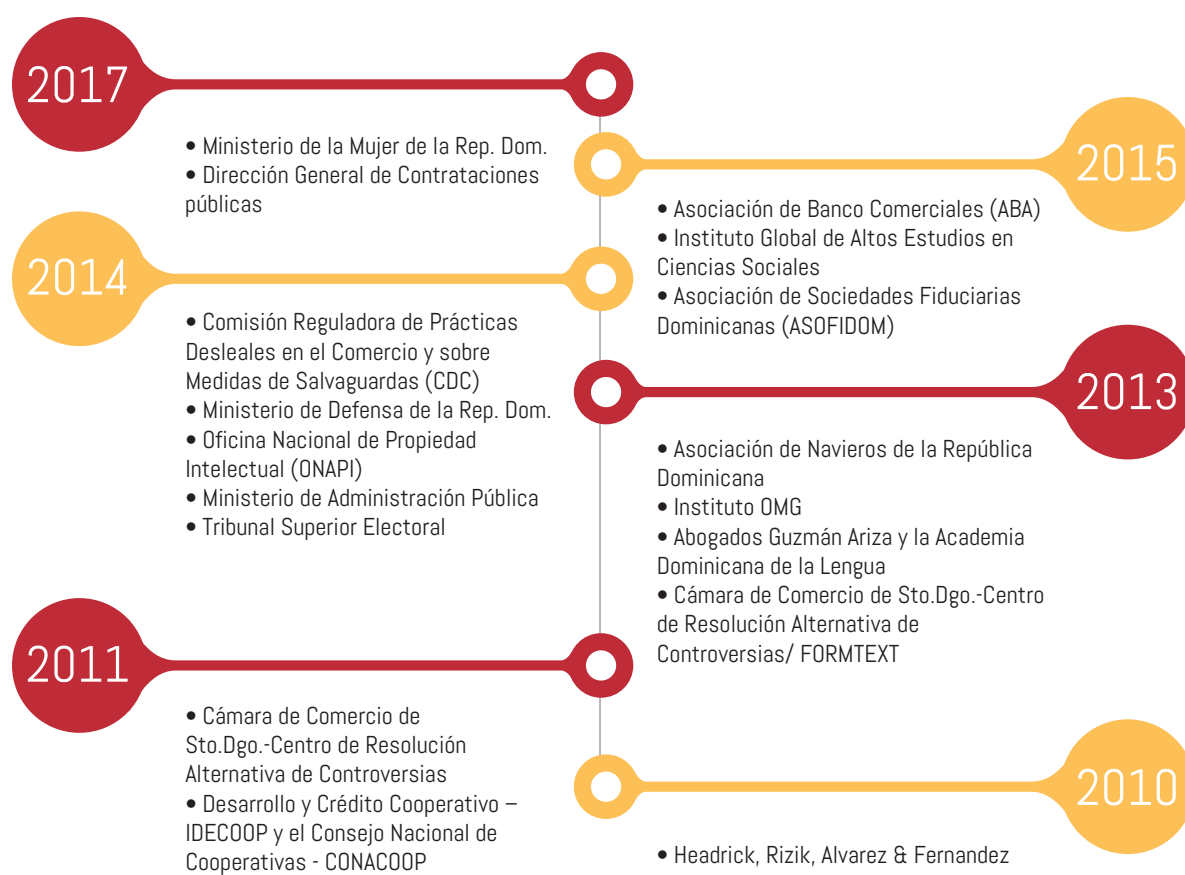 2017
• Ministerio de la Mujer de la Rep. Dom.
• Dirección General de Contrataciones
públicas
2015
• Asociación de Banco Comerciales (ABA)
• Instituto Global de Altos Estudios en
Ciencias Sociales
• Asociación de Sociedades Fiduciarias
Dominicanas (ASOFIDOM)
2014
• Comisión Reguladora de Prácticas
Desleales en el Comercio y sobre
Medidas de Salvaguardas (CDC)
• Ministerio de Defensa de la Rep. Dom.
• Oficina Nacional de Propiedad
Intelectual (ONAPI)
• Ministerio de Administración Pública
• Tribunal Superior Electoral
2013
• Asociación de Navieros de la República
Dominicana
• Instituto OMG
• Abogados Guzmán Ariza y la Academia
Dominicana de la Lengua
• Cámara de Comercio de Sto.Dgo.-Centro
de Resolución Alternativa de
Controversias/ FORMTEXT
2011
• Cámara de Comercio de
Sto.Dgo.-Centro de Resolución
Alternativa de Controversias
• Desarrollo y Crédito Cooperativo –
IDECOOP y el Consejo Nacional de
Cooperativas - CONACOOP
2010
• Headrick, Rizik, Alvarez & Fernandez